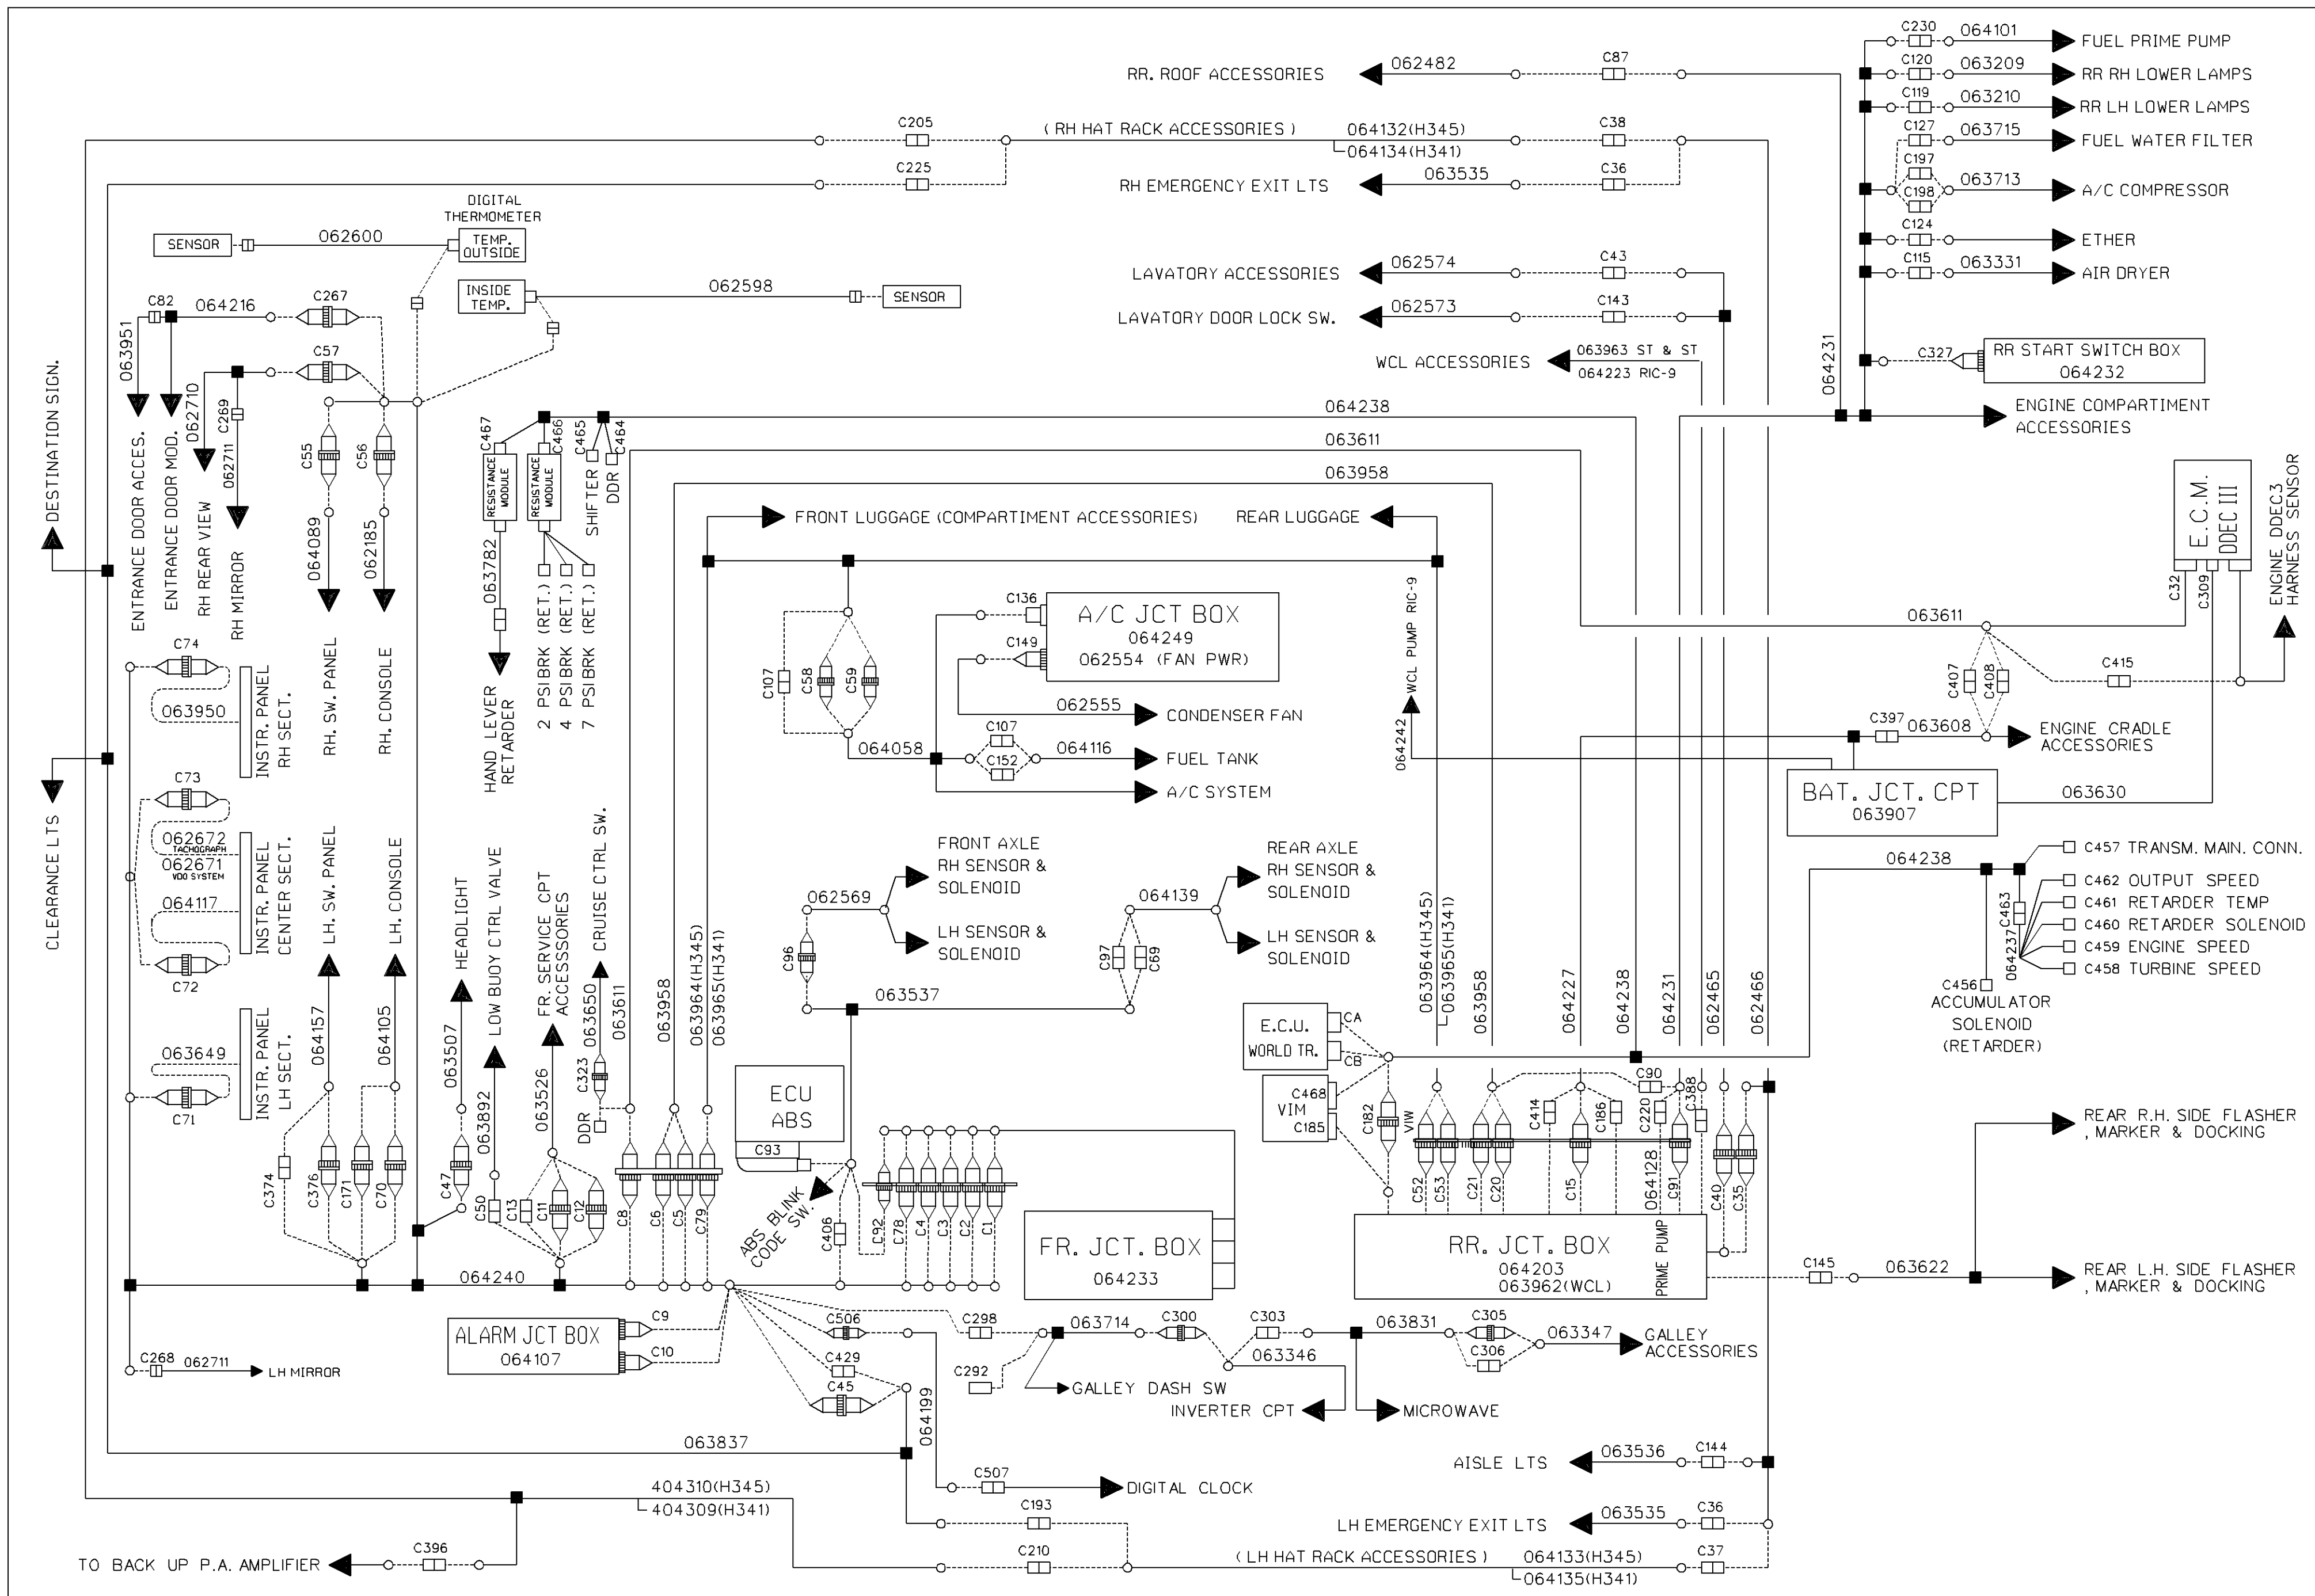 C230 064101 FUEL PRIME PUMP
RR. ROOF ACCESSORIES 062482 C87
C120 063209 RR RH LOWER LAMPS
C119 063210 RR LH LOWER LAMPS
C205 ( RH HAT RACK ACCESSORIES ) 064132(H345) C38
064134(H341)
C127 063715 FUEL WATER FILTER
C225 RH EMERGENCY EXIT LTS 063535 C36
C197 063713 A/C COMPRESSOR
C198
DIGITAL
THERMOMETER
SENSOR 062600 TEMP.
OUTSIDE
C124 ETHER
LAVATORY ACCESSORIES 062574 C43
C115 063331 AIR DRYER
INSIDE
TEMP.
062598 SENSOR
C82 064216 C267
LAVATORY DOOR LOCK SW. 062573 C143
063951
C57
WCL ACCESSORIES 063963 ST & ST
064223 RIC-9
064231
C327 RR START SWITCH BOX
064232
DESTINATION SIGN.
ENTRANCE DOOR ACCES.
ENTRANCE DOOR MOD.
062710
RH REAR VIEW
C269
062711
RH MIRROR
C55
C56
064089
062185
RH. SW. PANEL
RH. CONSOLE
C467
C466
C465
C464
064238
063611
063958
ENGINE COMPARTMENT
ACCESSORIES
RESISTANCE
MODULE
RESISTANCE
MODULE
SHIFTER
DDR
063782
HAND LEVER
RETARDER
2 PSI BRK (RET.)
4 PSI BRK (RET.)
7 PSI BRK (RET.)
FRONT LUGGAGE (COMPARTMENT ACCESSORIES) REAR LUGGAGE
E.C.M.
DDEC III
C32
C309
ENGINE DDEC3
HARNESS SENSOR
C136 A/C JCT BOX
064249
C149 062554 (FAN PWR)
C107
C58
C59
WCL PUMP RIC-9
064242
063611
C407
C408
C415
C74
063950
INSTR. PANEL
RH SECT.
062555 CONDENSER FAN
C397 063608 ENGINE CRADLE
ACCESSORIES
064058 C107 064116 FUEL TANK
C152
A/C SYSTEM
BAT. JCT. CPT
063907
063630
CLEARANCE LTS
C73
062672
TACHOGRAPH
062671
VDO SYSTEM
064117
C72
INSTR. PANEL
CENTER SECT.
LH. SW. PANEL
LH. CONSOLE
HEADLIGHT
LOW BUOY CTRL VALVE
FR. SERVICE CPT
ACCESSSORIES
CRUISE CTRL SW.
FRONT AXLE
RH SENSOR &
SOLENOID
062569
LH SENSOR &
SOLENOID
C96
REAR AXLE
RH SENSOR &
SOLENOID
064139
LH SENSOR &
SOLENOID
C97
C69
063537
064238
C457 TRANSM. MAIN. CONN.
C462 OUTPUT SPEED
C461 RETARDER TEMP
C460 RETARDER SOLENOID
C459 ENGINE SPEED
C458 TURBINE SPEED
C463
064237
C456
ACCUMULATOR
SOLENOID
(RETARDER)
063649
C71
INSTR. PANEL
LH SECT.
064157
064105
063507
063892
063526
063650
C323
DDR
063611
063958
063964(H345)
063965(H341)
063964(H345)
063965(H341)
063958
064227
064238
064231
062465
062466
E.C.U.
WORLD TR.
CA
CB
C468
VIM
C185
C182
VIW
ECU
ABS
C93
C374
C376
C171
C70
C47
C50
C13
C11
C12
C8
C6
C5
C79
ABS BLINK
CODE SW.
C406
C92
C78
C4
C3
C2
C1
C52
C53
C21
C20
C414
C15
C186
C90
C220
064128
C91
C388
C40
C35
REAR R.H. SIDE FLASHER
, MARKER & DOCKING
064240
FR. JCT. BOX
064233
RR. JCT. BOX
064203
063962(WCL)
PRIME PUMP
C145 063622 REAR L.H. SIDE FLASHER
, MARKER & DOCKING
ALARM JCT BOX
064107
C9
C10
C506
C429
C45
C298
C292
063714 C300 C303 063831 C305 063347 GALLEY
ACCESSORIES
C306
063346
C268 062711 LH MIRROR
GALLEY DASH SW
INVERTER CPT MICROWAVE
064199
063837
AISLE LTS 063536 C144
404310(H345)
404309(H341)
C507 DIGITAL CLOCK
C193
LH EMERGENCY EXIT LTS 063535 C36
TO BACK UP P.A. AMPLIFIER C396
C210 ( LH HAT RACK ACCESSORIES ) 064133(H345) C37
064135(H341)